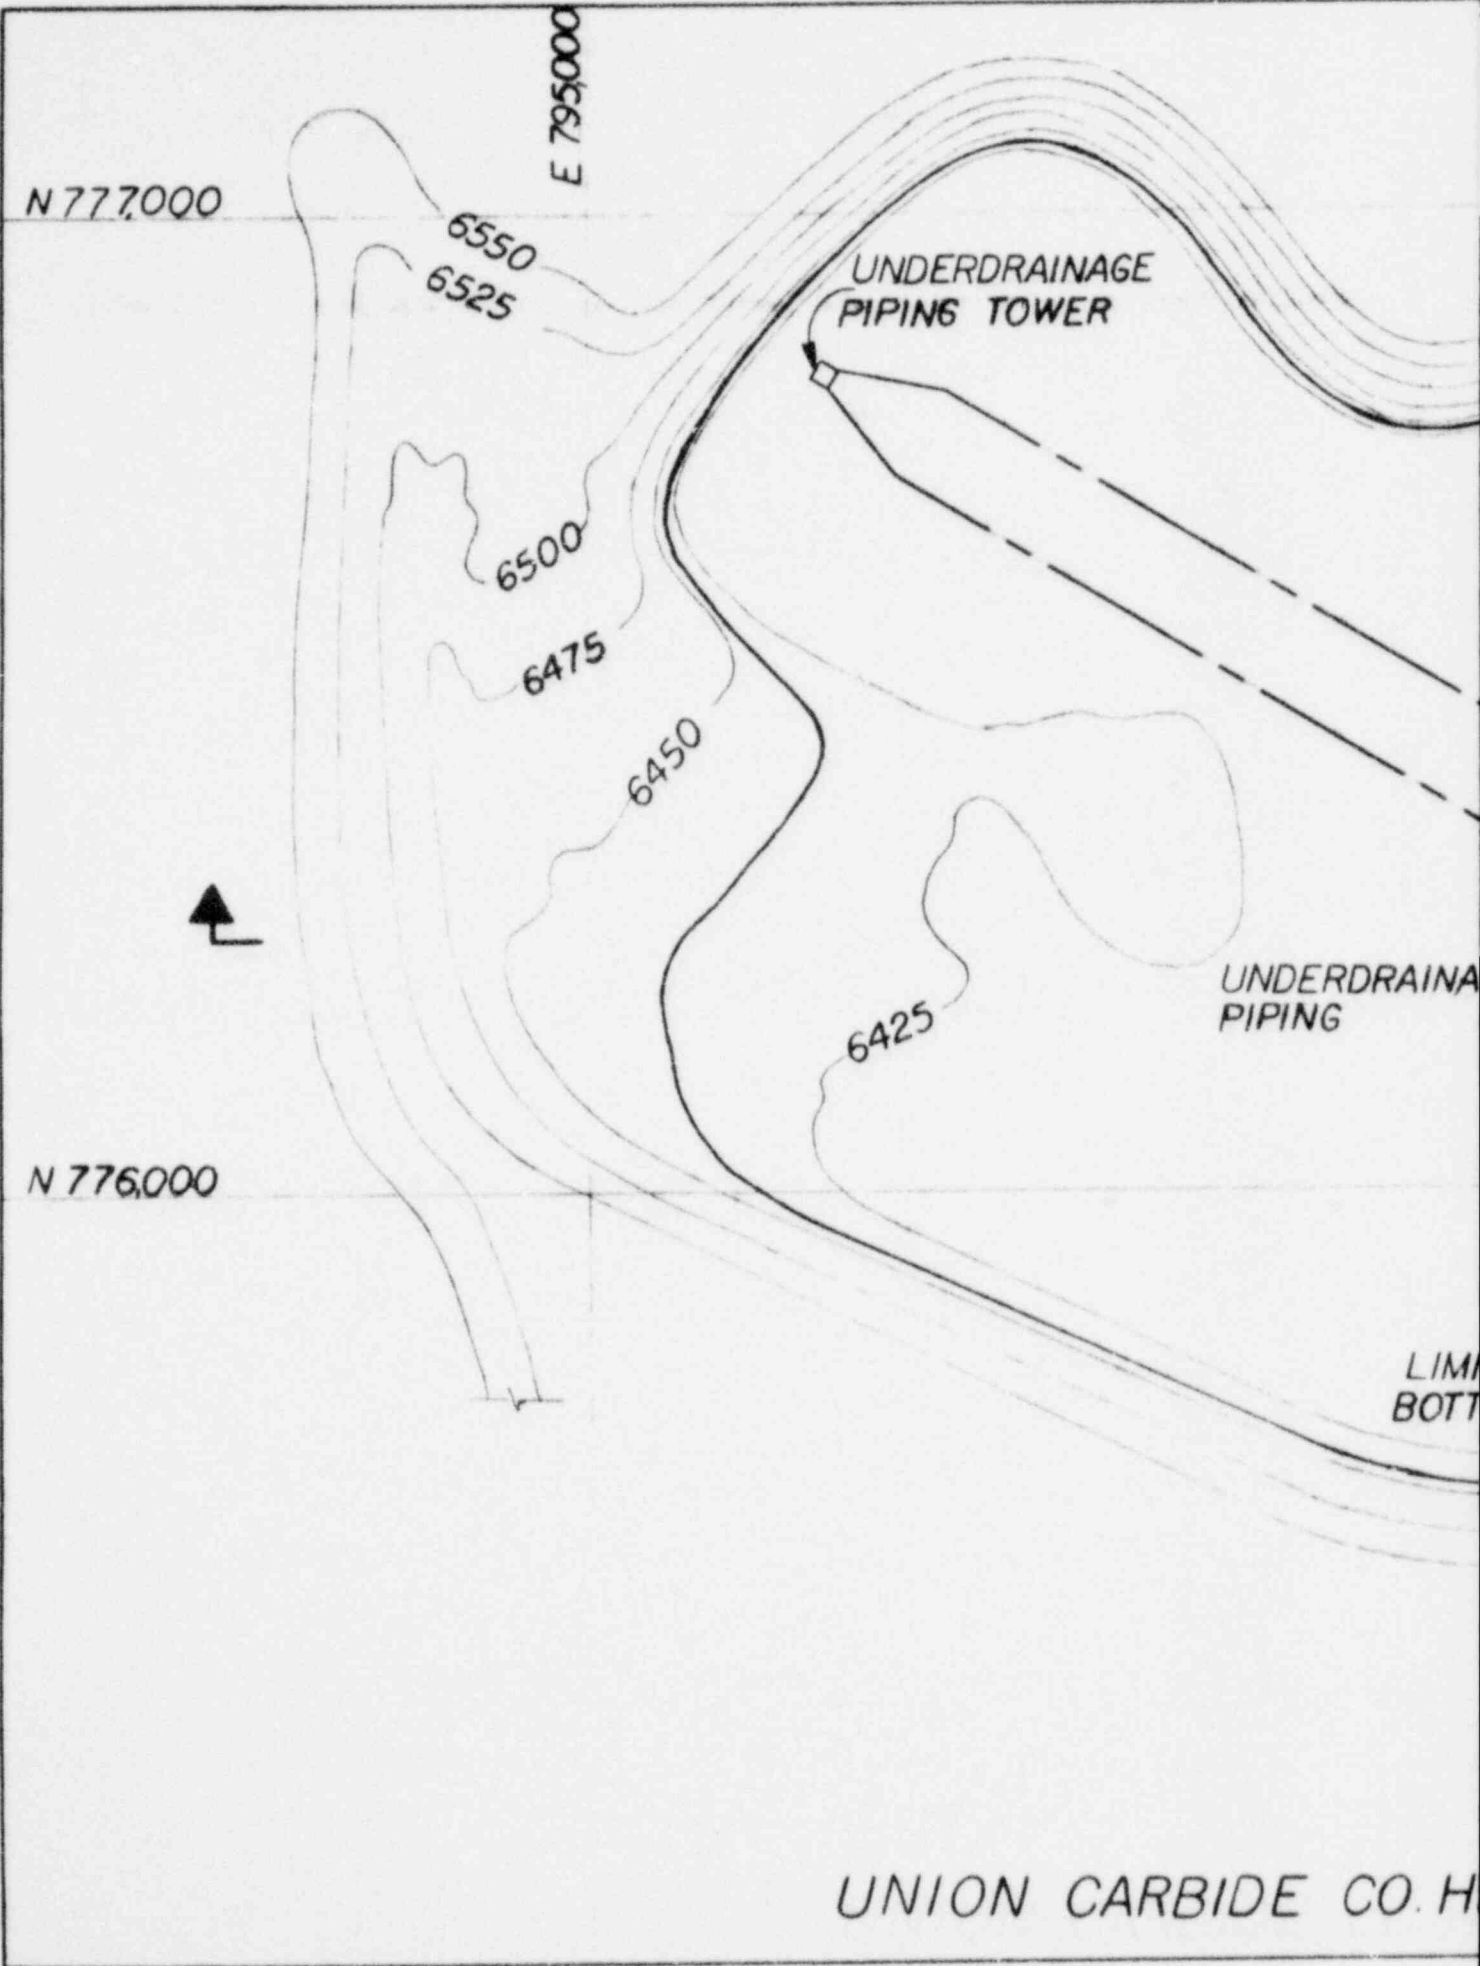 E 795,000
N 777,000
6550
6525
UNDERDRAINAGE
PIPING TOWER
6500
6475
6450
UNDERDRAINA
PIPING
6425
N 776,000
LIMI
BOTT
UNION CARBIDE CO. H